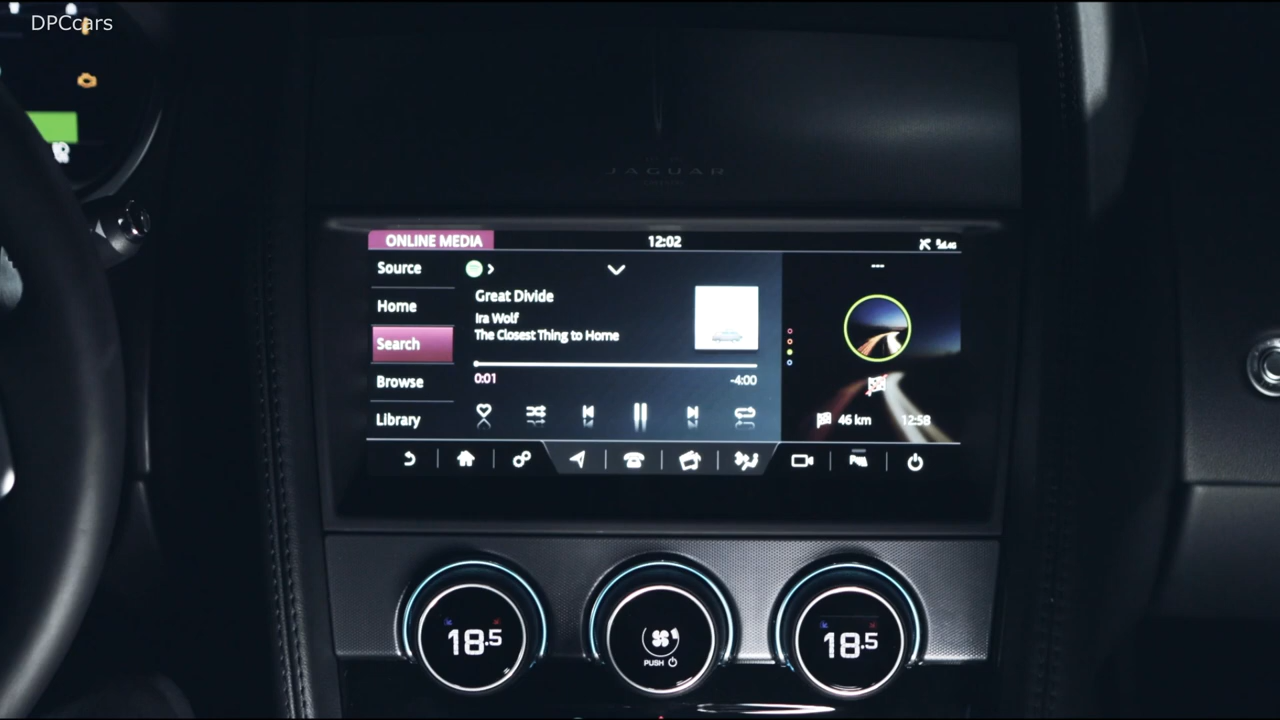 DPCcars
JAGUAR
ONLINE MEDIA
12:02
4G
Source
Home
Search
Browse
Library
Great Divide
Ira Wolf
The Closest Thing to Home
0:01
-4:00
---
46 km
12:58
18.5
PUSH
18.5